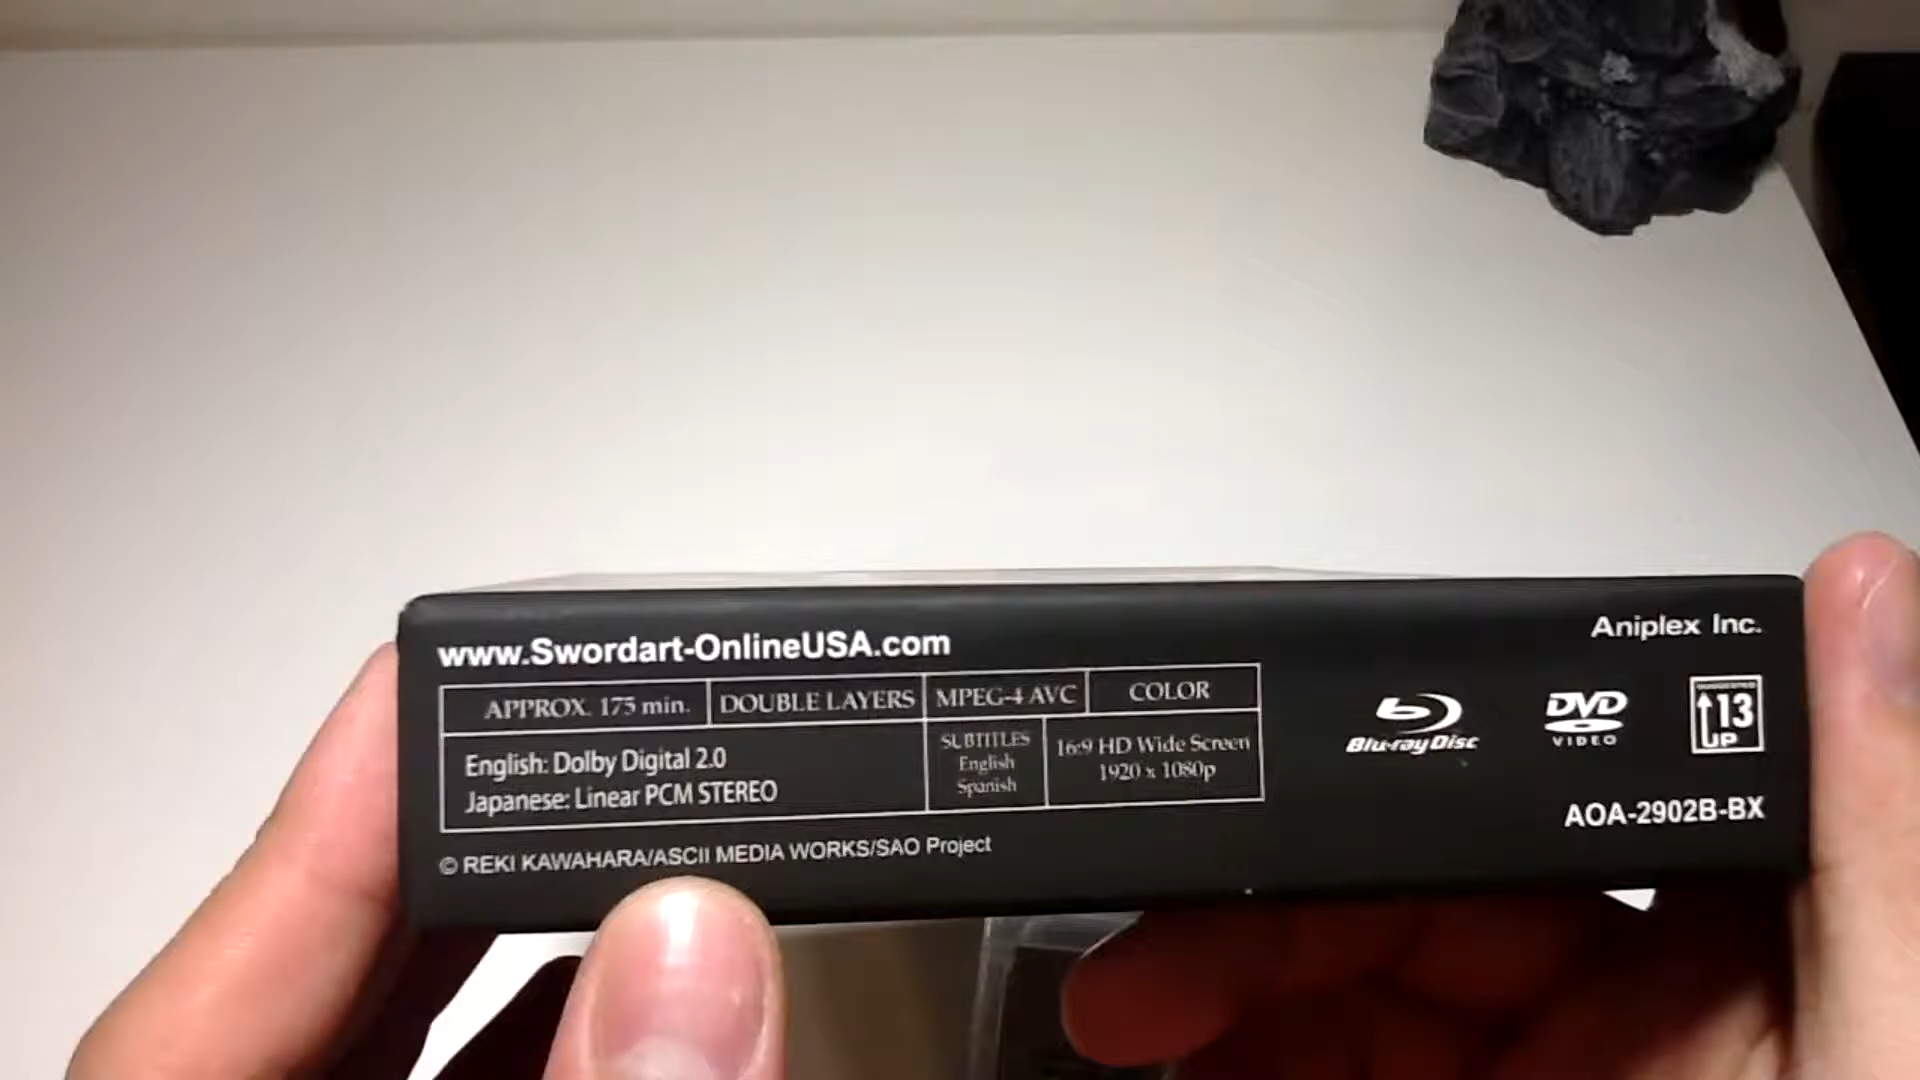 www.Swordart-OnlineUSA.com
Aniplex Inc.
APPROX. 175 min.
DOUBLE LAYERS
MPEG-4 AVC
COLOR
English: Dolby Digital 2.0
Japanese: Linear PCM STEREO
SUBTITLES
English
Spanish
16:9 HD Wide Screen
1920 x 1080p
Blu-ray Disc
DVD
VIDEO
SUGGESTED
13
UP
AOA-2902B-BX
© REKI KAWAHARA/ASCII MEDIA WORKS/SAO Project